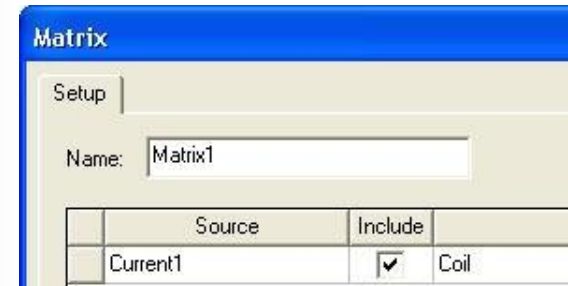 Matrix
Setup
Name: Matrix1
Source Include
Current1 Coil